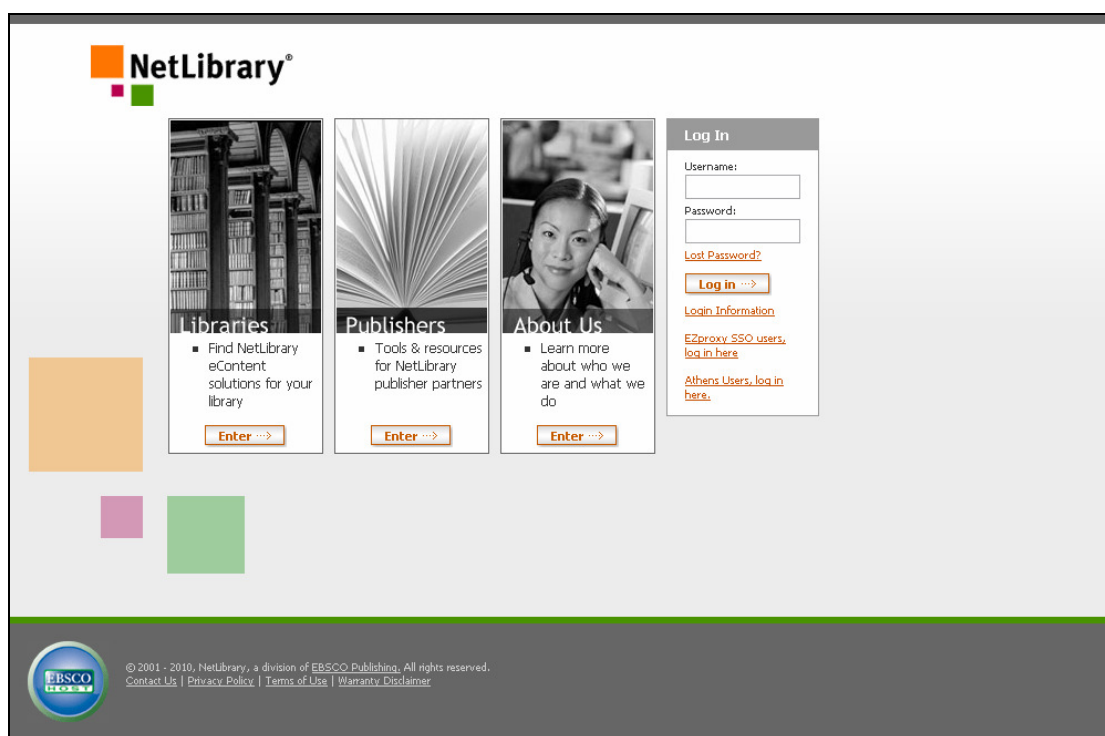 NetLibrary®
Libraries
▪ Find NetLibrary
eContent
solutions for your
library
Enter ···>
Publishers
▪ Tools & resources
for NetLibrary
publisher partners
Enter ···>
About Us
▪ Learn more
about who we
are and what we
do
Enter ···>
Log In
Username:
Password:
Lost Password?
Log in ···>
Login Information
EZproxy SSO users,
log in here
Athens Users, log in
here.
EBSCO
HOST
© 2001 - 2010, NetLibrary, a division of EBSCO Publishing. All rights reserved.
Contact Us | Privacy Policy | Terms of Use | Warranty Disclaimer